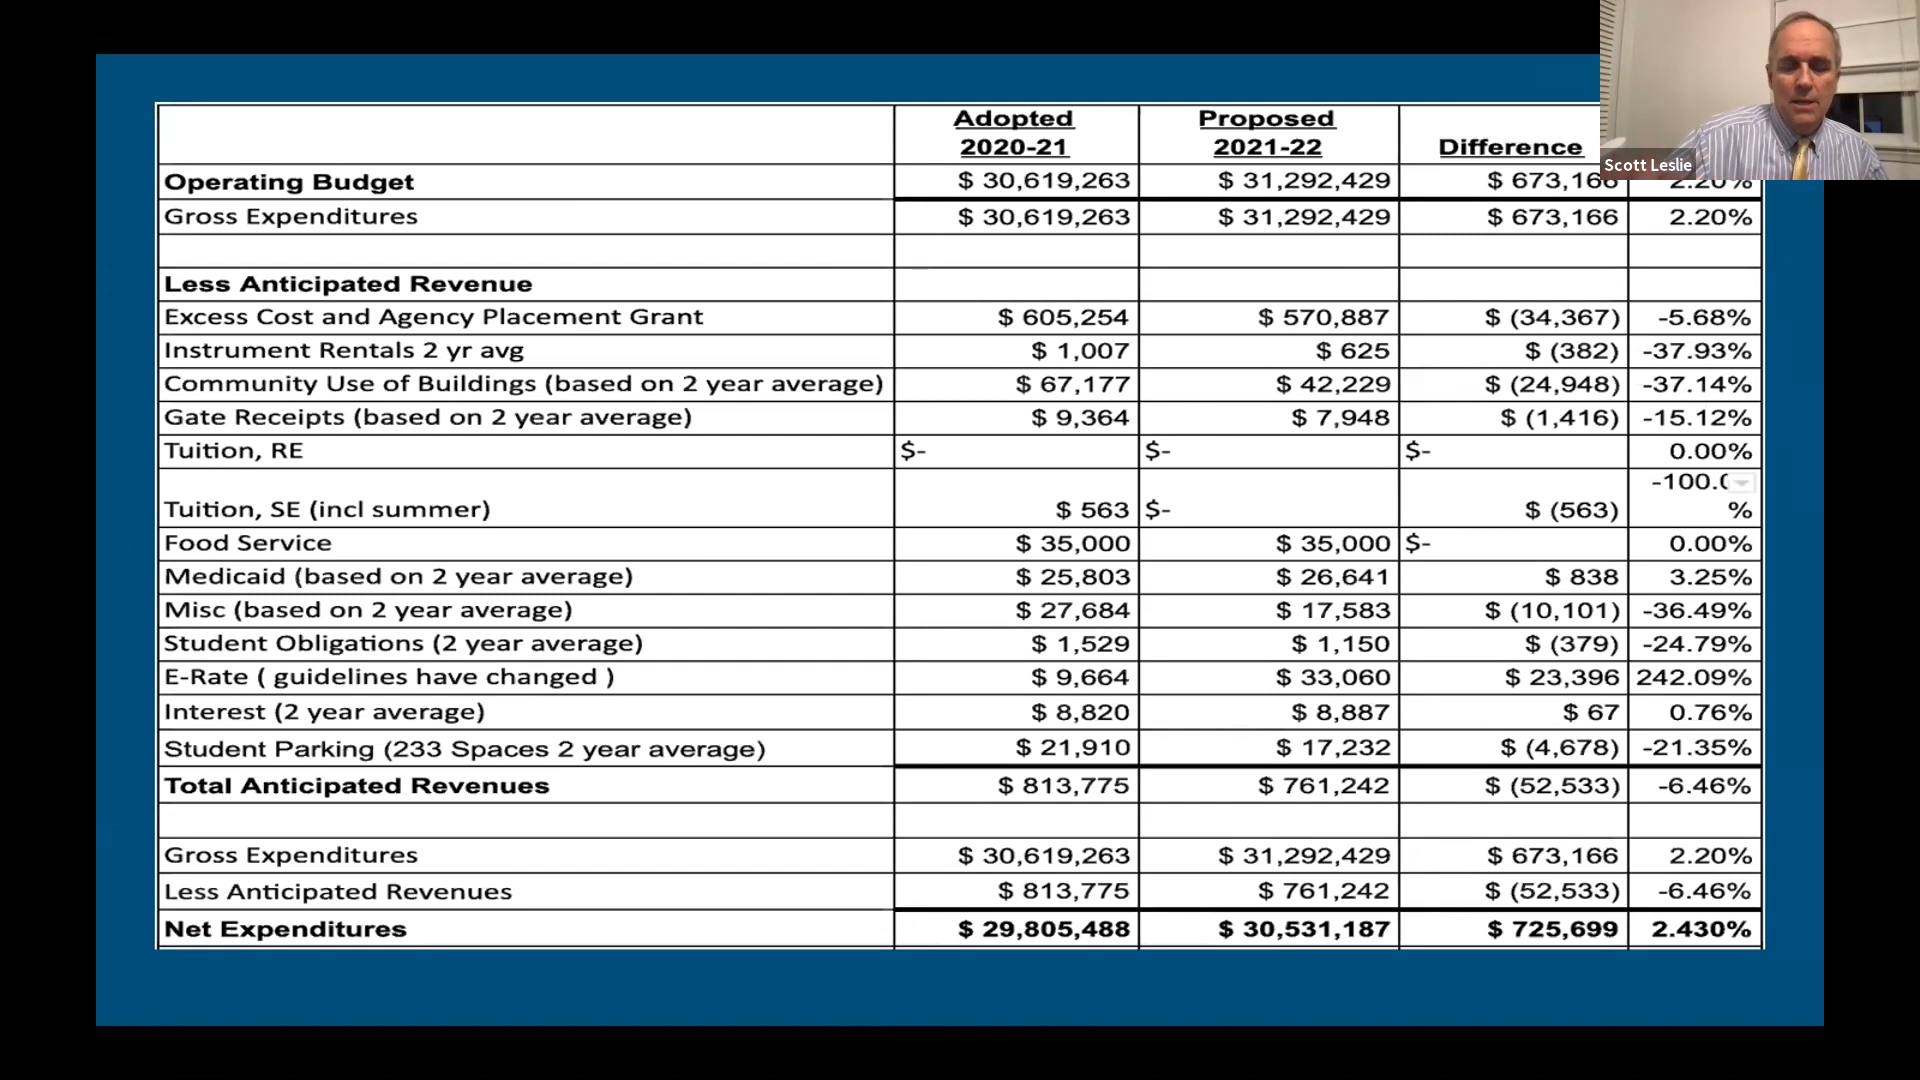 Adopted Proposed
2020-21 2021-22 Difference
Scott Leslie
Operating Budget $ 30,619,263 $ 31,292,429 $ 673,166 2.20%
Gross Expenditures $ 30,619,263 $ 31,292,429 $ 673,166 2.20%
Less Anticipated Revenue
Excess Cost and Agency Placement Grant $ 605,254 $ 570,887 $ (34,367) -5.68%
Instrument Rentals 2 yr avg $ 1,007 $ 625 $ (382) -37.93%
Community Use of Buildings (based on 2 year average) $ 67,177 $ 42,229 $ (24,948) -37.14%
Gate Receipts (based on 2 year average) $ 9,364 $ 7,948 $ (1,416) -15.12%
Tuition, RE $- $- $- 0.00%
-100.0
Tuition, SE (incl summer) $ 563 $- $ (563) %
Food Service $ 35,000 $ 35,000 $- 0.00%
Medicaid (based on 2 year average) $ 25,803 $ 26,641 $ 838 3.25%
Misc (based on 2 year average) $ 27,684 $ 17,583 $ (10,101) -36.49%
Student Obligations (2 year average) $ 1,529 $ 1,150 $ (379) -24.79%
E-Rate ( guidelines have changed ) $ 9,664 $ 33,060 $ 23,396 242.09%
Interest (2 year average) $ 8,820 $ 8,887 $ 67 0.76%
Student Parking (233 Spaces 2 year average) $ 21,910 $ 17,232 $ (4,678) -21.35%
Total Anticipated Revenues $ 813,775 $ 761,242 $ (52,533) -6.46%
Gross Expenditures $ 30,619,263 $ 31,292,429 $ 673,166 2.20%
Less Anticipated Revenues $ 813,775 $ 761,242 $ (52,533) -6.46%
Net Expenditures $ 29,805,488 $ 30,531,187 $ 725,699 2.430%